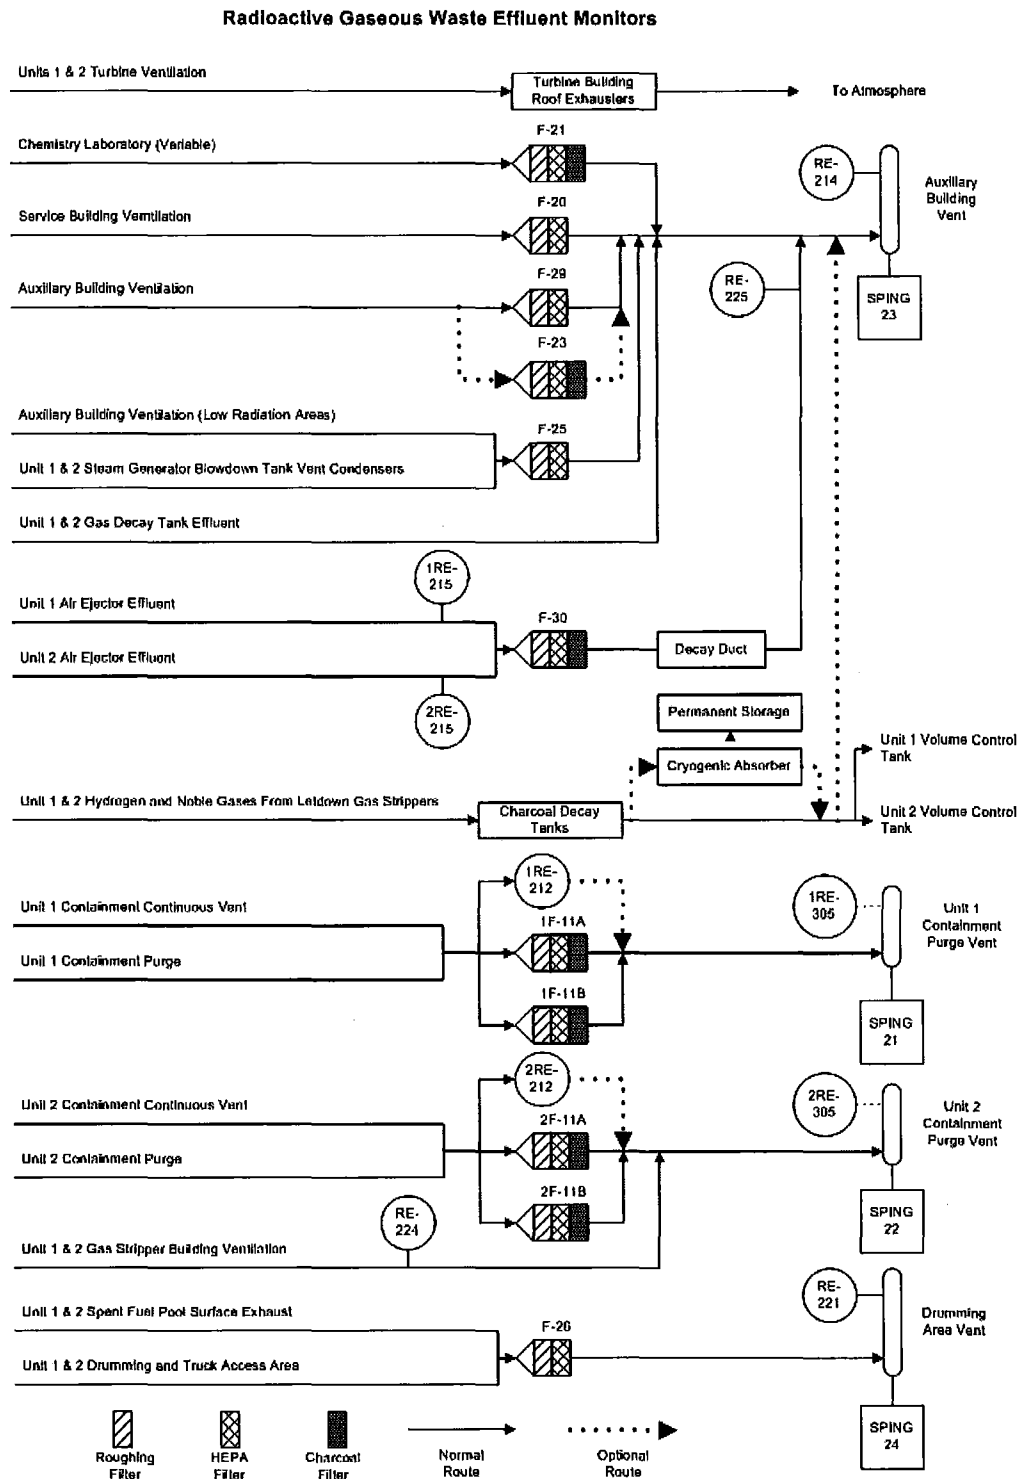 Radioactive Gaseous Waste Effluent Monitors
Units 1 & 2 Turbine Ventilation
Turbine Building
Roof Exhausters
To Atmosphere
Chemistry Laboratory (Variable)
F-21
RE-
214
Auxiliary
Building
Vent
Service Building Ventilation
F-20
Auxiliary Building Ventilation
F-29
RE-
225
SPING
23
F-23
Auxiliary Building Ventilation (Low Radiation Areas)
F-25
Unit 1 & 2 Steam Generator Blowdown Tank Vent Condensers
Unit 1 & 2 Gas Decay Tank Effluent
1RE-
215
Unit 1 Air Ejector Effluent
F-30
Unit 2 Air Ejector Effluent
Decay Duct
2RE-
215
Permanent Storage
Cryogenic Absorber
Unit 1 Volume Control
Tank
Unit 1 & 2 Hydrogen and Noble Gases From Letdown Gas Strippers
Charcoal Decay
Tanks
Unit 2 Volume Control
Tank
1RE-
212
1RE-
305
Unit 1
Containment
Purge Vent
Unit 1 Containment Continuous Vent
1F-11A
Unit 1 Containment Purge
1F-11B
SPING
21
2RE-
212
2RE-
305
Unit 2
Containment
Purge Vent
Unit 2 Containment Continuous Vent
2F-11A
Unit 2 Containment Purge
2F-11B
RE-
224
SPING
22
Unit 1 & 2 Gas Stripper Building Ventilation
RE-
221
Drumming
Area Vent
Unit 1 & 2 Spent Fuel Pool Surface Exhaust
F-26
Unit 1 & 2 Drumming and Truck Access Area
SPING
24
Roughing
Filter
HEPA
Filter
Charcoal
Filter
Normal
Route
Optional
Route